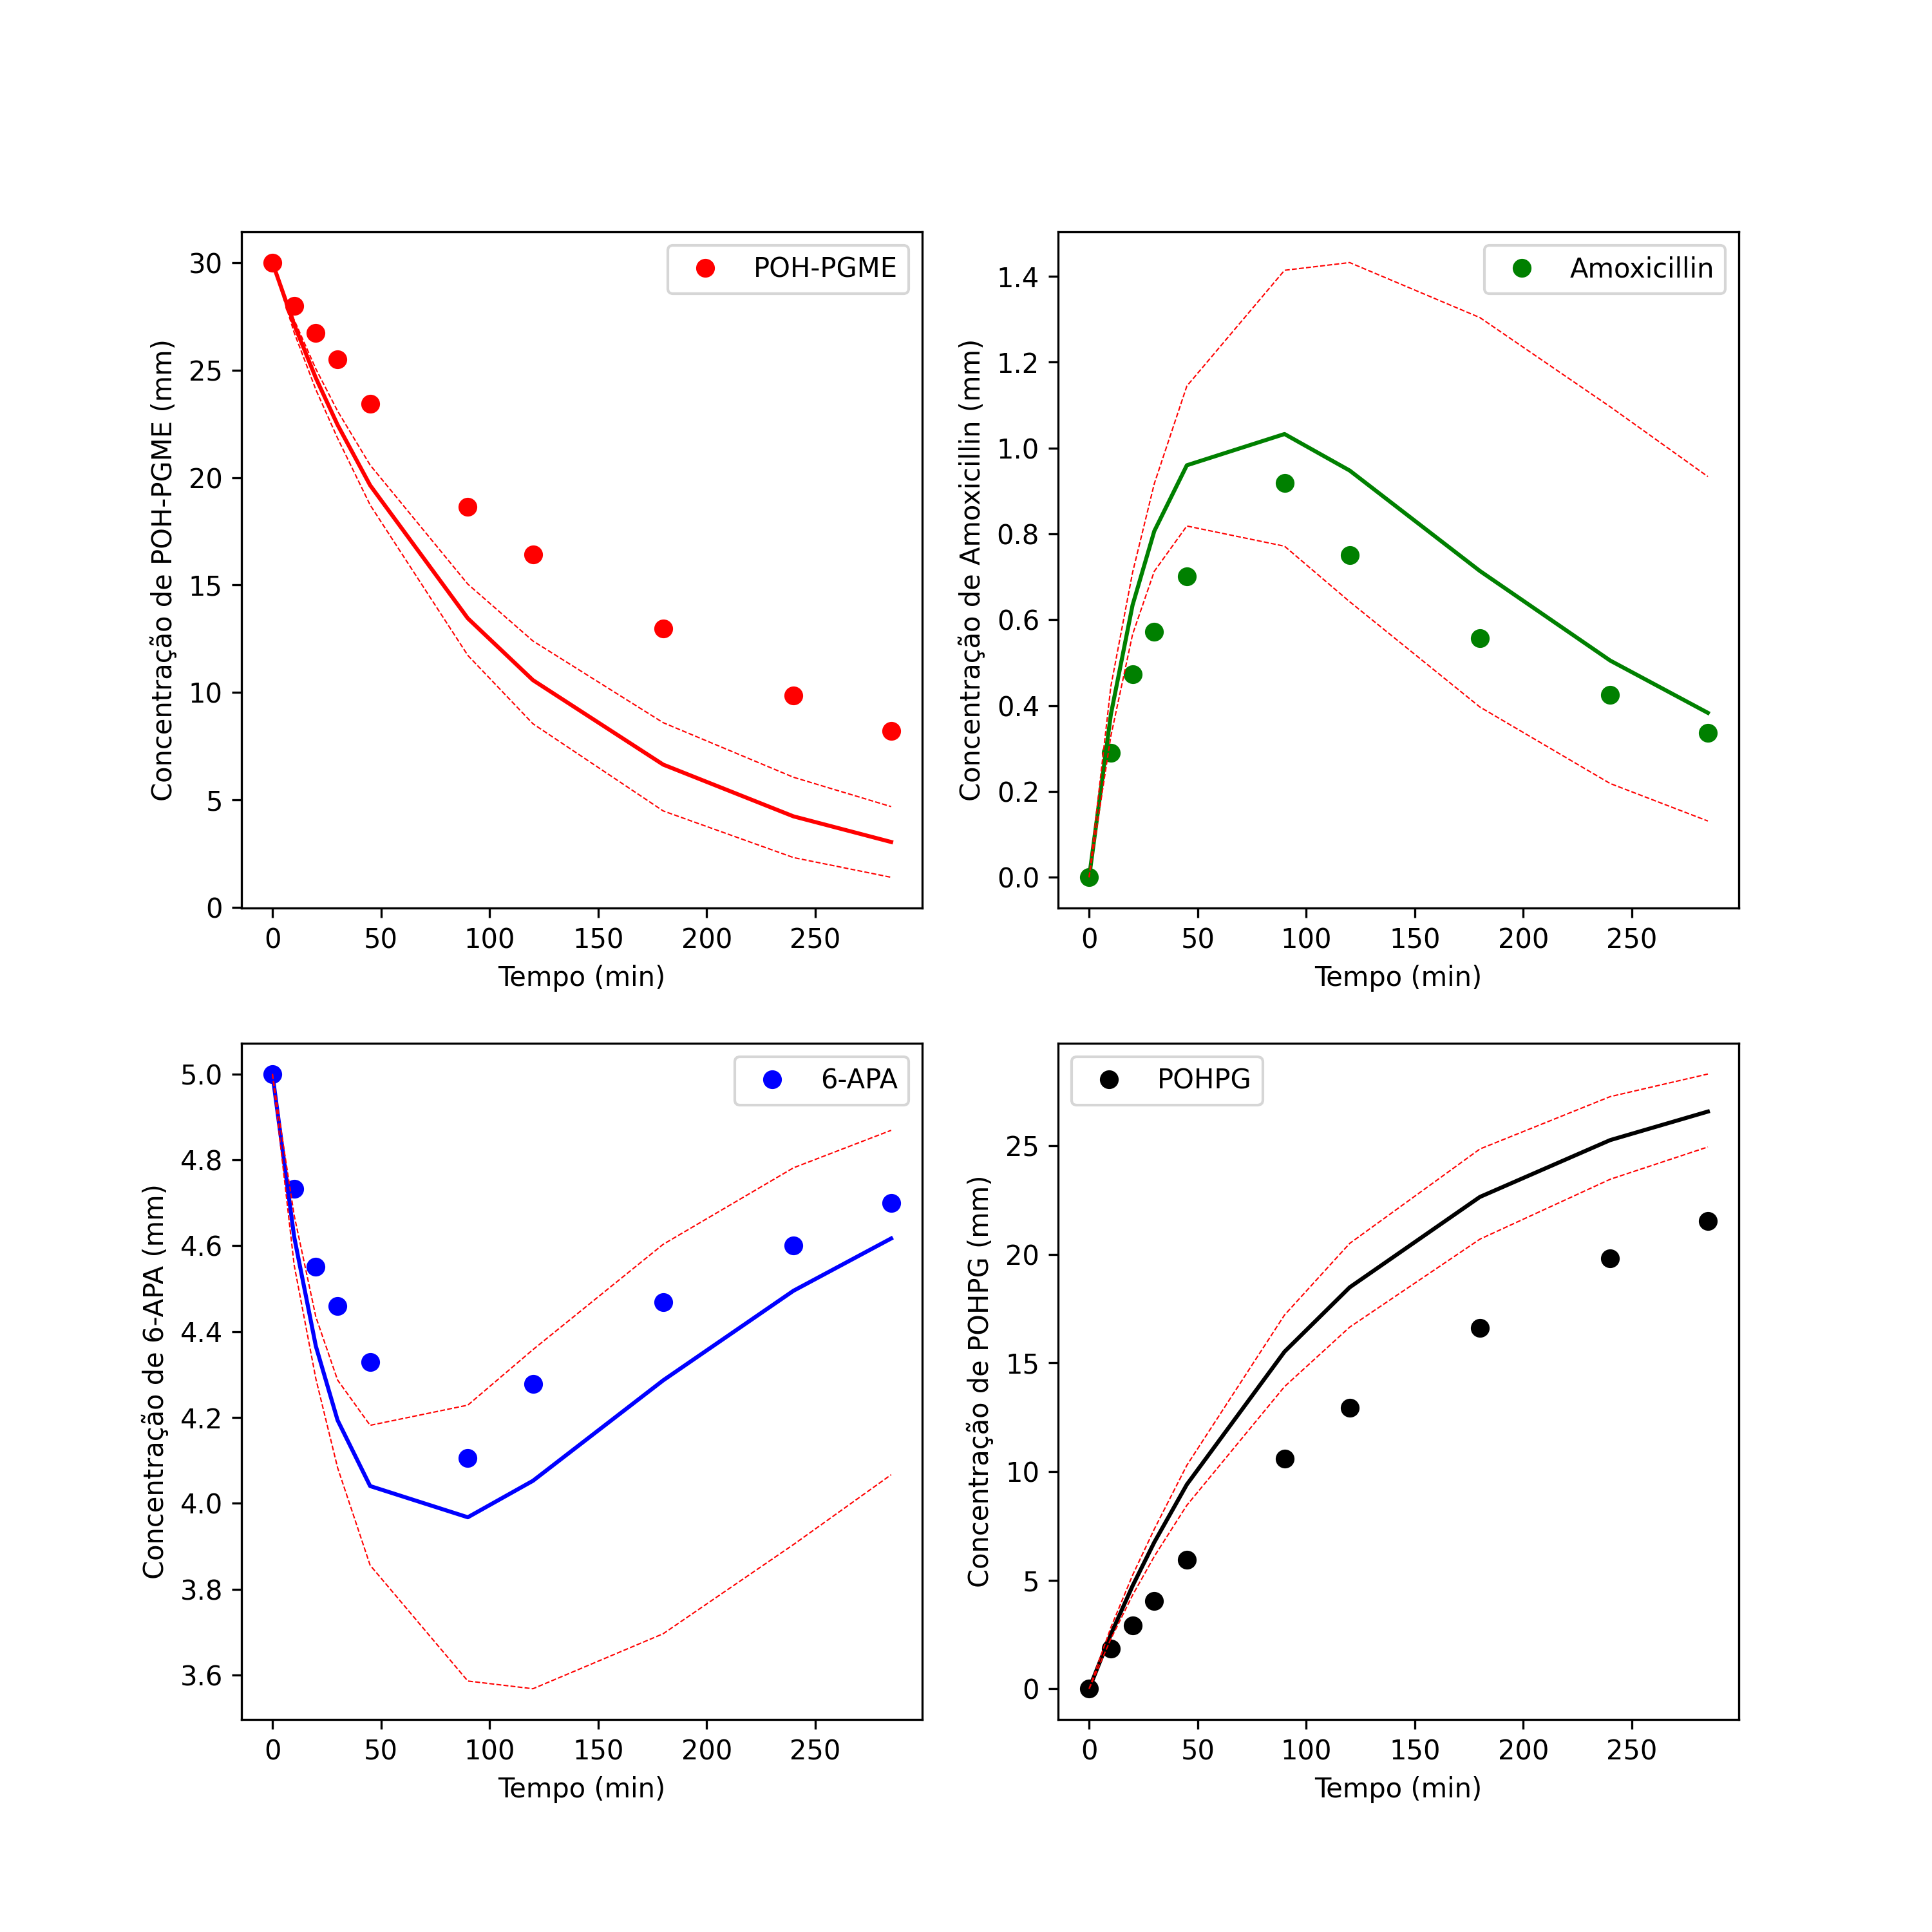 POH-PGME
Concentração de POH-PGME (mm)
30
25
20
15
10
5
0
0 50 100 150 200 250
Tempo (min)
Amoxicillin
Concentração de Amoxicillin (mm)
1.4
1.2
1.0
0.8
0.6
0.4
0.2
0.0
0 50 100 150 200 250
Tempo (min)
6-APA
Concentração de 6-APA (mm)
5.0
4.8
4.6
4.4
4.2
4.0
3.8
3.6
0 50 100 150 200 250
Tempo (min)
POHPG
Concentração de POHPG (mm)
25
20
15
10
5
0
0 50 100 150 200 250
Tempo (min)